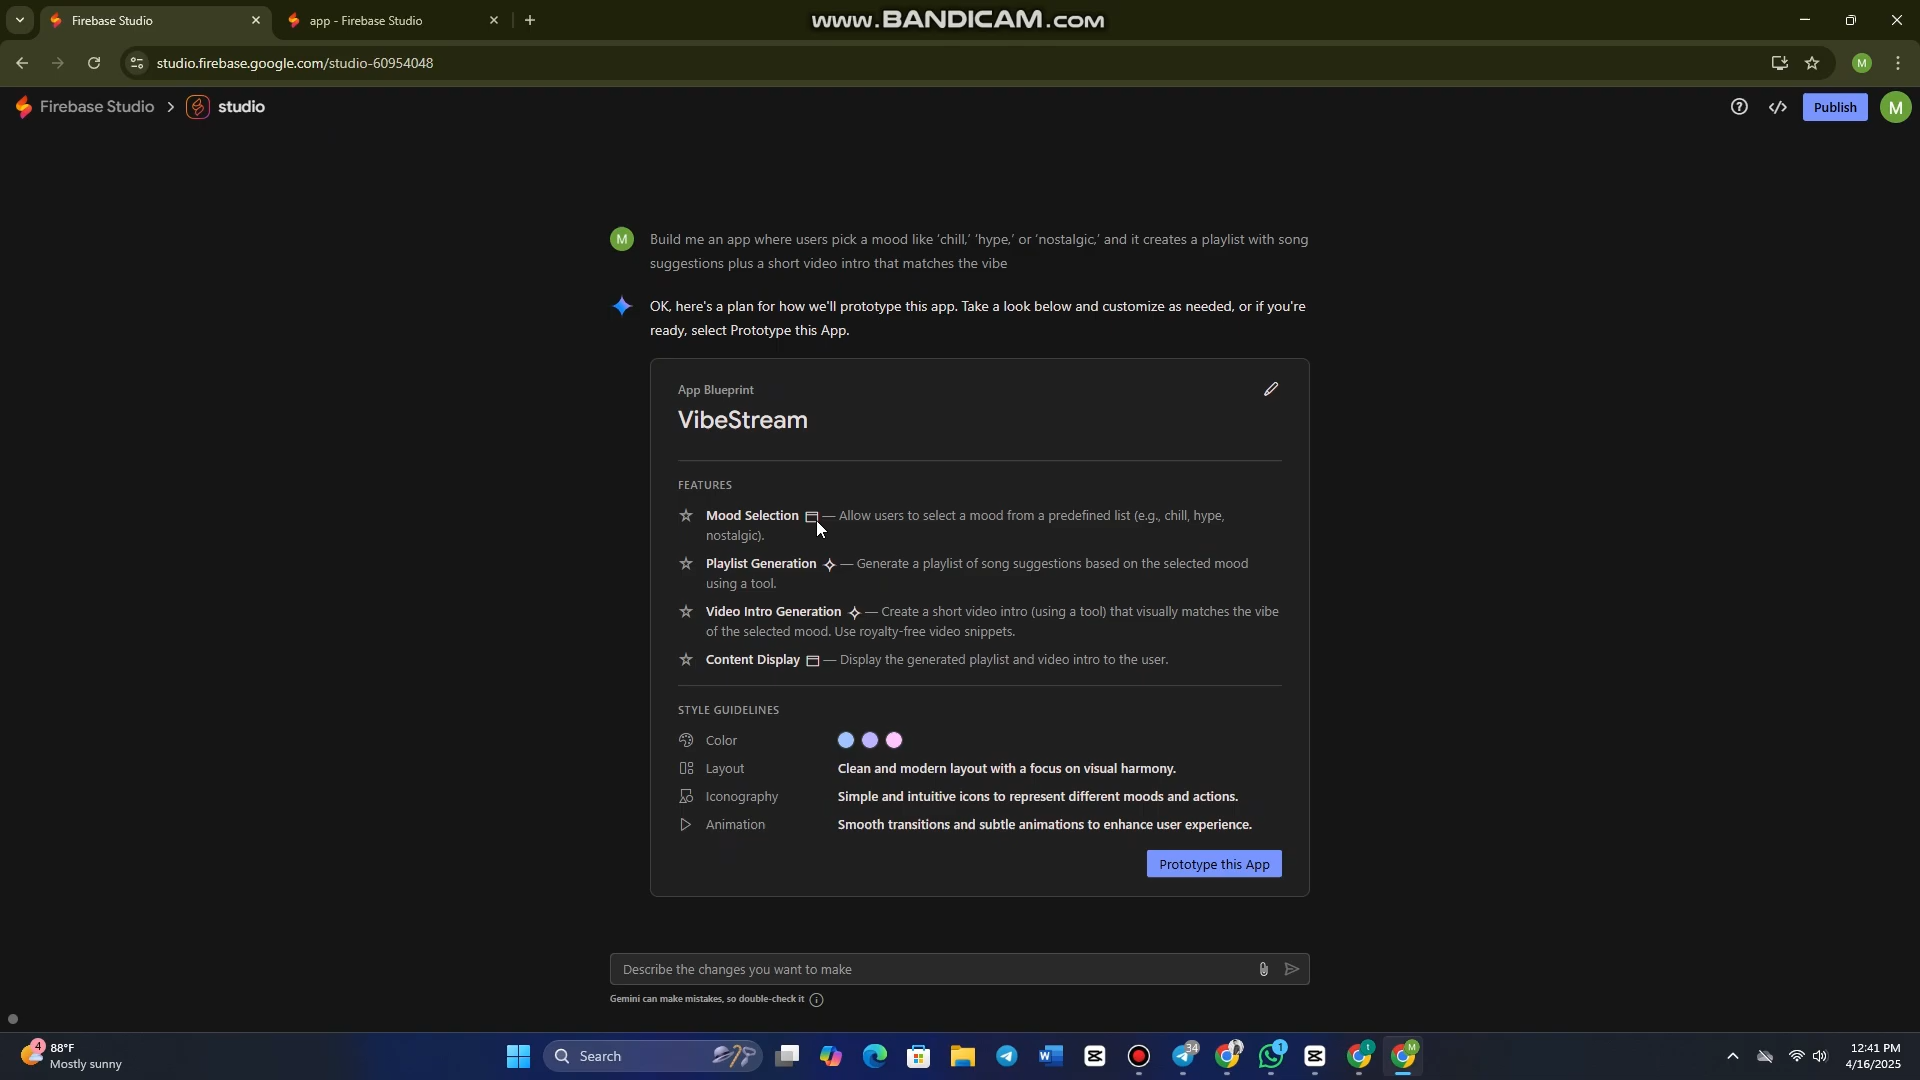 Firebase Studio
app - Firebase Studio
www.BANDICAM.com
studio.firebase.google.com/studio-60954048
M
Firebase Studio
studio
Publish
M
M
Build me an app where users pick a mood like 'chill,' 'hype,' or 'nostalgic,' and it creates a playlist with song
suggestions plus a short video intro that matches the vibe
OK, here's a plan for how we'll prototype this app. Take a look below and customize as needed, or if you're
ready, select Prototype this App.
App Blueprint
VibeStream
FEATURES
Mood Selection — Allow users to select a mood from a predefined list (e.g., chill, hype,
nostalgic).
Playlist Generation — Generate a playlist of song suggestions based on the selected mood
using a tool.
Video Intro Generation — Create a short video intro (using a tool) that visually matches the vibe
of the selected mood. Use royalty-free video snippets.
Content Display — Display the generated playlist and video intro to the user.
STYLE GUIDELINES
Color
Layout Clean and modern layout with a focus on visual harmony.
Iconography Simple and intuitive icons to represent different moods and actions.
Animation Smooth transitions and subtle animations to enhance user experience.
Prototype this App
Describe the changes you want to make
Gemini can make mistakes, so double-check it
4
88°F
Mostly sunny
Search
34
1
t
M
12:41 PM
4/16/2025